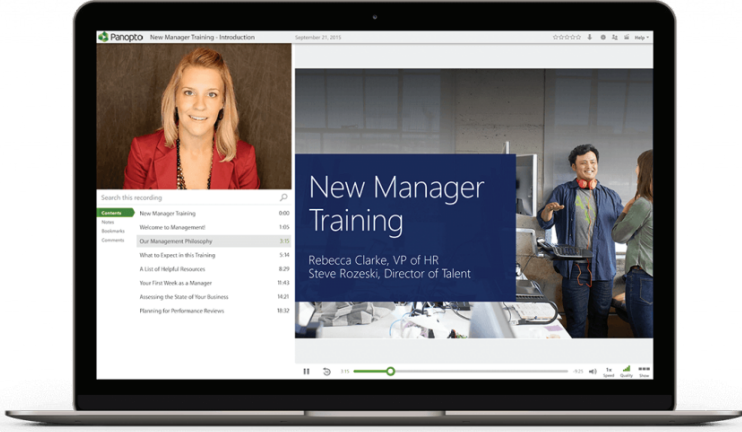 Panopto New Manager Training - Introduction September 21, 2015 Help
Search this recording
Contents
Notes
Bookmarks
Comments
New Manager Training 0:00
Welcome to Management! 1:05
Our Management Philosophy 3:15
What to Expect in this Training 5:14
A List of Helpful Resources 8:29
Your First Week as a Manager 11:43
Assessing the State of Your Business 14:21
Planning for Performance Reviews 18:32
New Manager
Training
Rebecca Clarke, VP of HR
Steve Rozeski, Director of Talent
1x
Speed Quality Show